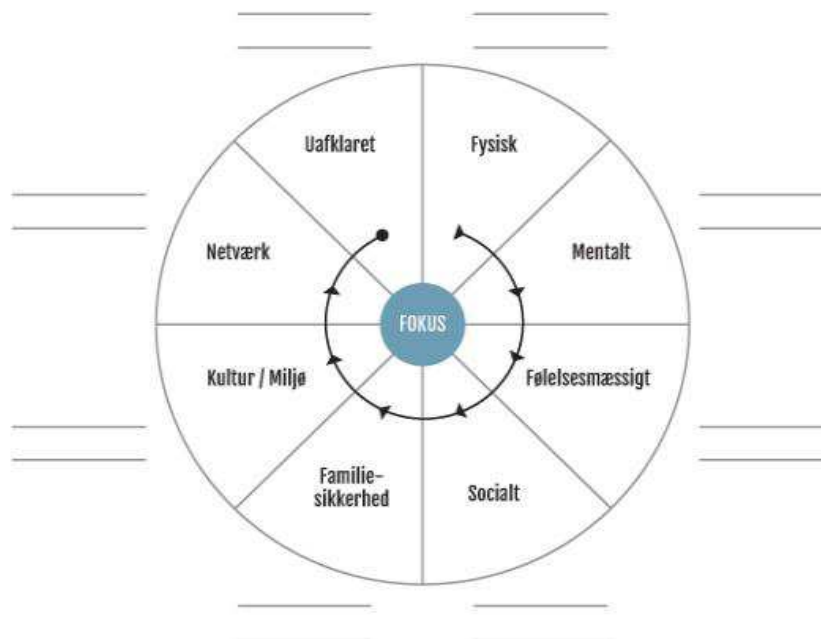 Uafklaret
Fysisk
Netværk
Mentalt
FOKUS
Kultur / Miljø
Følelsesmæssigt
Familie-
sikkerhed
Socialt